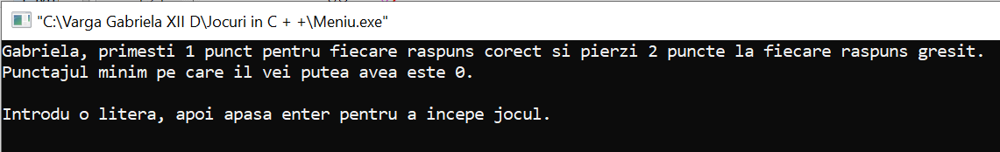 "C:\Varga Gabriela XII D\Jocuri in C + +\Meniu.exe"
Gabriela, primesti 1 punct pentru fiecare raspuns corect si pierzi 2 puncte la fiecare raspuns gresit.
Punctajul minim pe care il vei putea avea este 0.
Introdu o litera, apoi apasa enter pentru a incepe jocul.